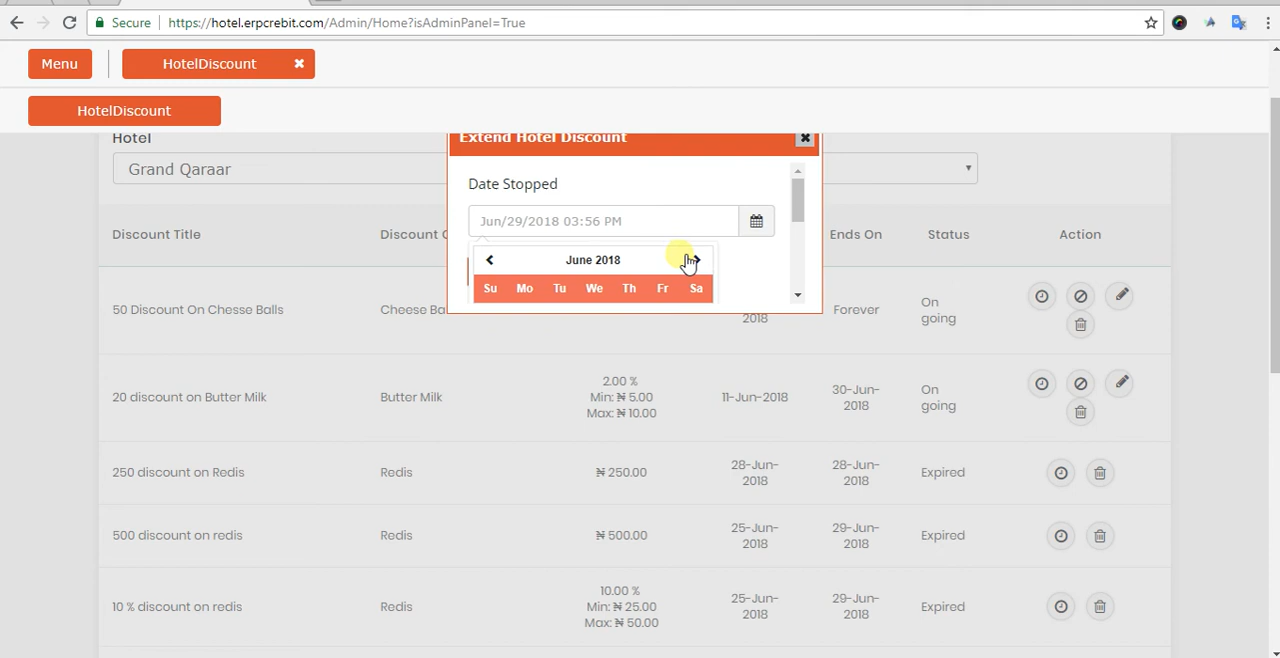 Secure
https://hotel.erpcrebit.com/Admin/Home?isAdminPanel=True
Menu
HotelDiscount
HotelDiscount
Hotel
Grand Qaraar
Extend Hotel Discount
Date Stopped
Jun/29/2018 03:56 PM
June 2018
Su Mo Tu We Th Fr Sa
Discount Title
Discount
Ends On
Status
Action
50 Discount On Chesse Balls
Cheese Ba
2018
Forever
On
going
20 discount on Butter Milk
Butter Milk
2.00 %
Min: ₦ 5.00
Max: ₦ 10.00
11-Jun-2018
30-Jun-
2018
On
going
250 discount on Redis
Redis
₦ 250.00
28-Jun-
2018
28-Jun-
2018
Expired
500 discount on redis
Redis
₦ 500.00
25-Jun-
2018
29-Jun-
2018
Expired
10 % discount on redis
Redis
10.00 %
Min: ₦ 25.00
Max: ₦ 50.00
25-Jun-
2018
29-Jun-
2018
Expired